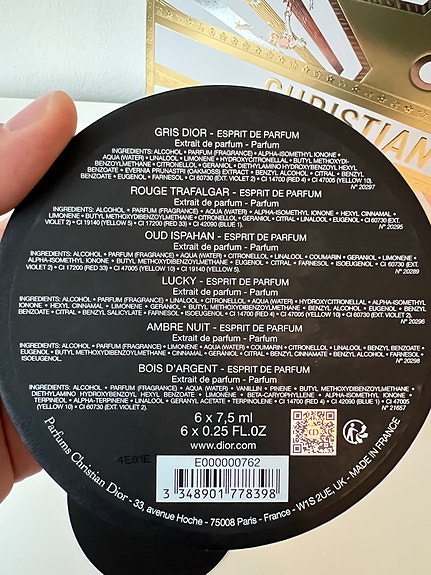 CHRISTIAN
GRIS DIOR - ESPRIT DE PARFUM
Extrait de parfum - Parfum
INGREDIENTS: ALCOHOL • PARFUM (FRAGRANCE) • ALPHA-ISOMETHYL IONONE •
AQUA (WATER) • LINALOOL • LIMONENE • HYDROXYCITRONELLAL • BUTYL METHOXYDI-
BENZOYLMETHANE • CITRONELLOL • GERANIOL • DIETHYLAMINO HYDROXYBENZOYL HEXYL
BENZOATE • EVERNIA PRUNASTRI (OAKMOSS) EXTRACT • BENZYL ALCOHOL • CITRAL • BENZYL
BENZOATE • EUGENOL • FARNESOL • CI 60730 (EXT. VIOLET 2) • CI 14700 (RED 4) • CI 47005 (YELLOW 10).
N° 20297
ROUGE TRAFALGAR - ESPRIT DE PARFUM
Extrait de parfum - Parfum
INGREDIENTS: ALCOHOL • PARFUM (FRAGRANCE) • AQUA (WATER) • ALPHA-ISOMETHYL IONONE • HEXYL CINNAMAL •
LIMONENE • BUTYL METHOXYDIBENZOYLMETHANE • CITRONELLOL • GERANIOL • CITRAL • LINALOOL • EUGENOL • CI 60730 (EXT.
VIOLET 2) • CI 19140 (YELLOW 5) • CI 17200 (RED 33) • CI 42090 (BLUE 1).
N° 20295
OUD ISPAHAN - ESPRIT DE PARFUM
Extrait de parfum - Parfum
INGREDIENTS: ALCOHOL • PARFUM (FRAGRANCE) • AQUA (WATER) • CITRONELLOL • LINALOOL • COUMARIN • GERANIOL • LIMONENE •
ALPHA-ISOMETHYL IONONE • BUTYL METHOXYDIBENZOYLMETHANE • EUGENOL • CITRAL • FARNESOL • ISOEUGENOL • CI 60730 (EXT.
VIOLET 2) • CI 17200 (RED 33) • CI 47005 (YELLOW 10) • CI 19140 (YELLOW 5).
N° 20289
LUCKY - ESPRIT DE PARFUM
Extrait de parfum - Parfum
INGREDIENTS: ALCOHOL • PARFUM (FRAGRANCE) • LINALOOL • CITRONELLOL • AQUA (WATER) • HYDROXYCITRONELLAL • ALPHA-ISOMETHYL
IONONE • HEXYL CINNAMAL • LIMONENE • GERANIOL • BUTYL METHOXYDIBENZOYLMETHANE • BENZYL ALCOHOL • EUGENOL • BENZYL
BENZOATE • CITRAL • BENZYL SALICYLATE • FARNESOL • CI 14700 (RED 4) • CI 47005 (YELLOW 10) • CI 60730 (EXT. VIOLET 2).
N° 20296
AMBRE NUIT - ESPRIT DE PARFUM
Extrait de parfum - Parfum
INGREDIENTS: ALCOHOL • PARFUM (FRAGRANCE) • LIMONENE • AQUA (WATER) • COUMARIN • CITRONELLOL • LINALOOL • BENZYL BENZOATE •
EUGENOL • BUTYL METHOXYDIBENZOYLMETHANE • CINNAMAL • GERANIOL • CITRAL • BENZYL CINNAMATE • BENZYL ALCOHOL • FARNESOL •
ISOEUGENOL.
N° 20298
BOIS D'ARGENT - ESPRIT DE PARFUM
Extrait de parfum - Parfum
INGREDIENTS: ALCOHOL • PARFUM (FRAGRANCE) • AQUA (WATER) • VANILLIN • PINENE • BUTYL METHOXYDIBENZOYLMETHANE •
DIETHYLAMINO HYDROXYBENZOYL HEXYL BENZOATE • LIMONENE • BETA-CARYOPHYLLENE • ALPHA-ISOMETHYL IONONE •
TERPINEOL • ALPHA-TERPINENE • LINALOOL • GERANYL ACETATE • TERPINOLENE • CI 14700 (RED 4) • CI 42090 (BLUE 1) • CI 47005
(YELLOW 10) • CI 60730 (EXT. VIOLET 2).
N° 21657
6 x 7,5 ml
6 x 0.25 FL.OZ
www.dior.com
4E01E
E000000762
3 348901 778398
Parfums Christian Dior - 33, avenue Hoche - 75008 Paris - France - W1S 2UE, UK - MADE IN FRANCE